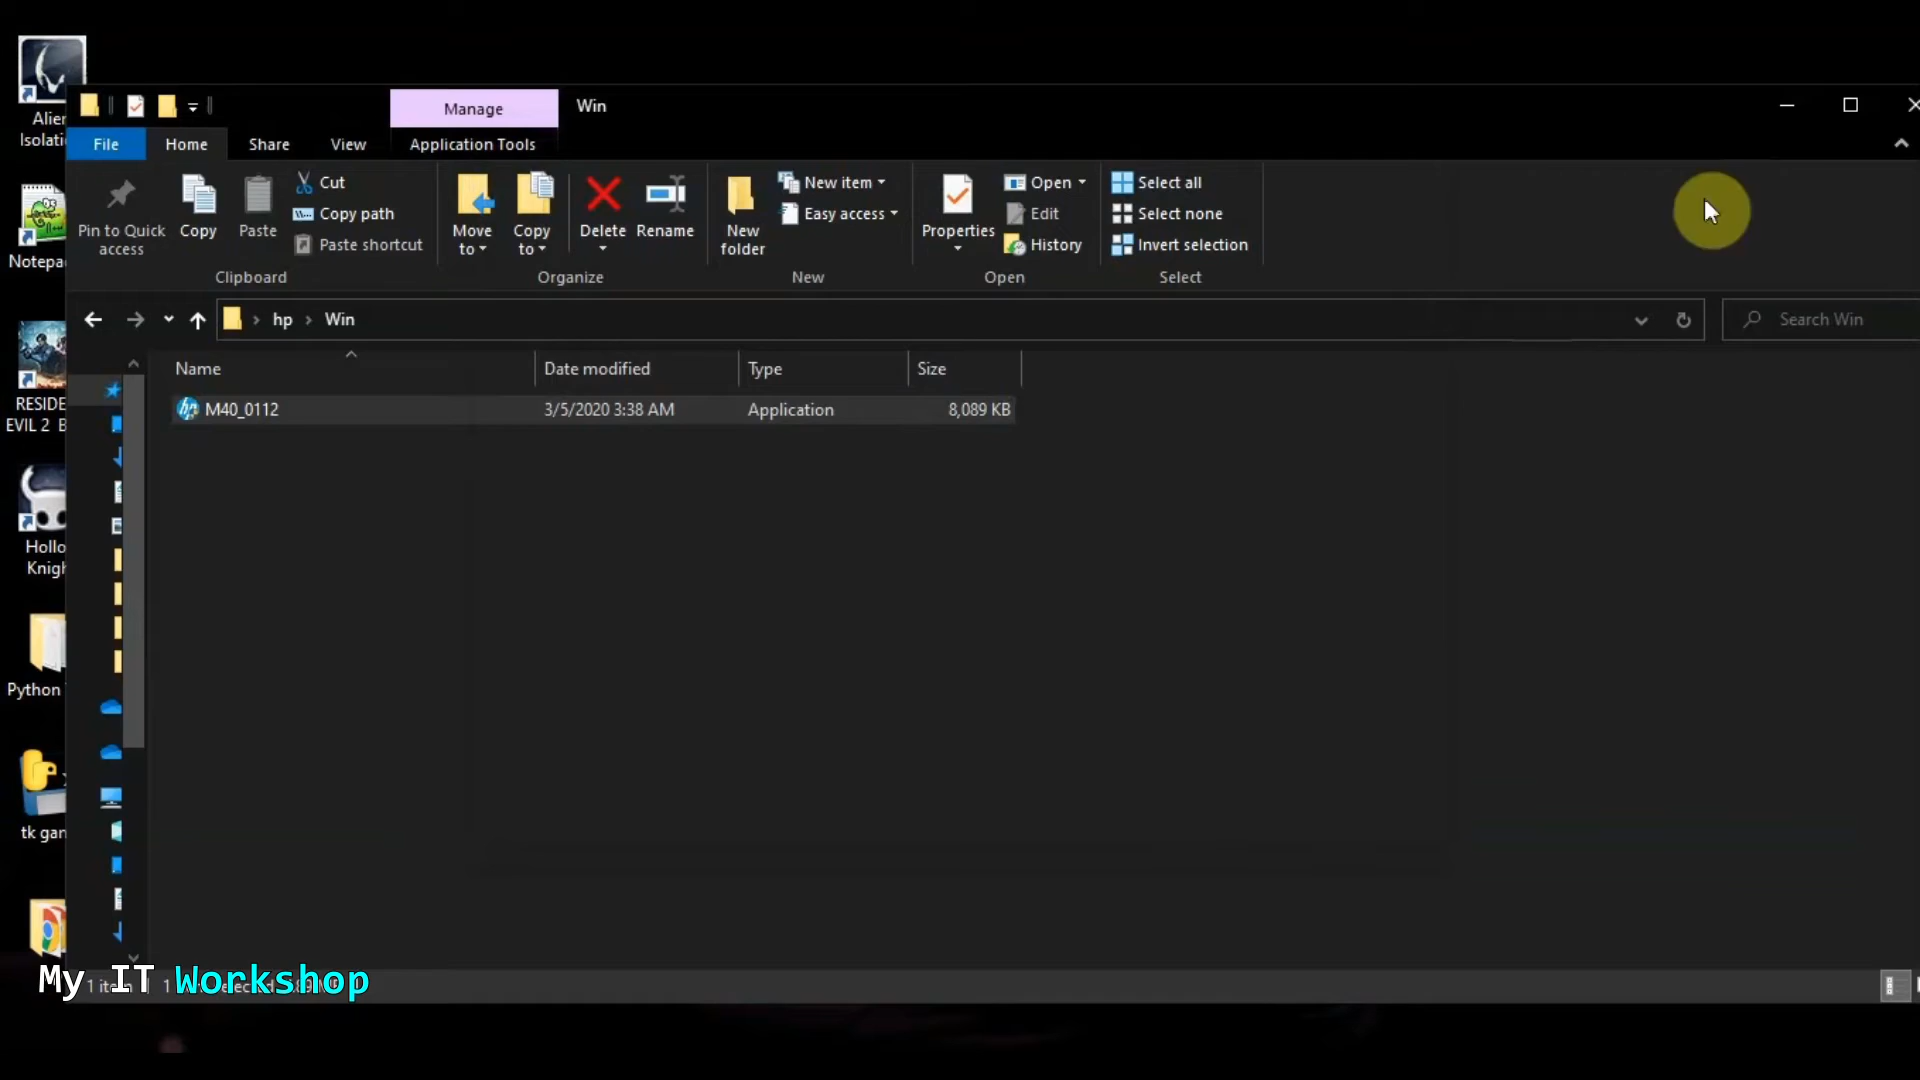 Manage
Win
File
Home
Share
View
Application Tools
Pin to Quick access
Copy
Paste
Cut
Copy path
Paste shortcut
Clipboard
Move to
Copy to
Delete
Rename
Organize
New folder
New item
Easy access
New
Properties
Open
Edit
History
Open
Select all
Select none
Invert selection
Select
hp
Win
Search Win
Name
Date modified
Type
Size
M40_0112
3/5/2020 3:38 AM
Application
8,089 KB
Alien
Isolati
Notepa
RESIDE
EVIL 2 B
Hollo
Knigh
Python
tk gam
My IT Workshop
1 item